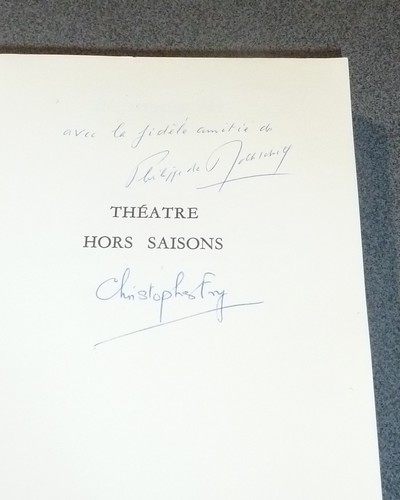 avec la fidèle amitié de
Philippe de Rothschild
THÉATRE
HORS SAISONS
Christopher Fry